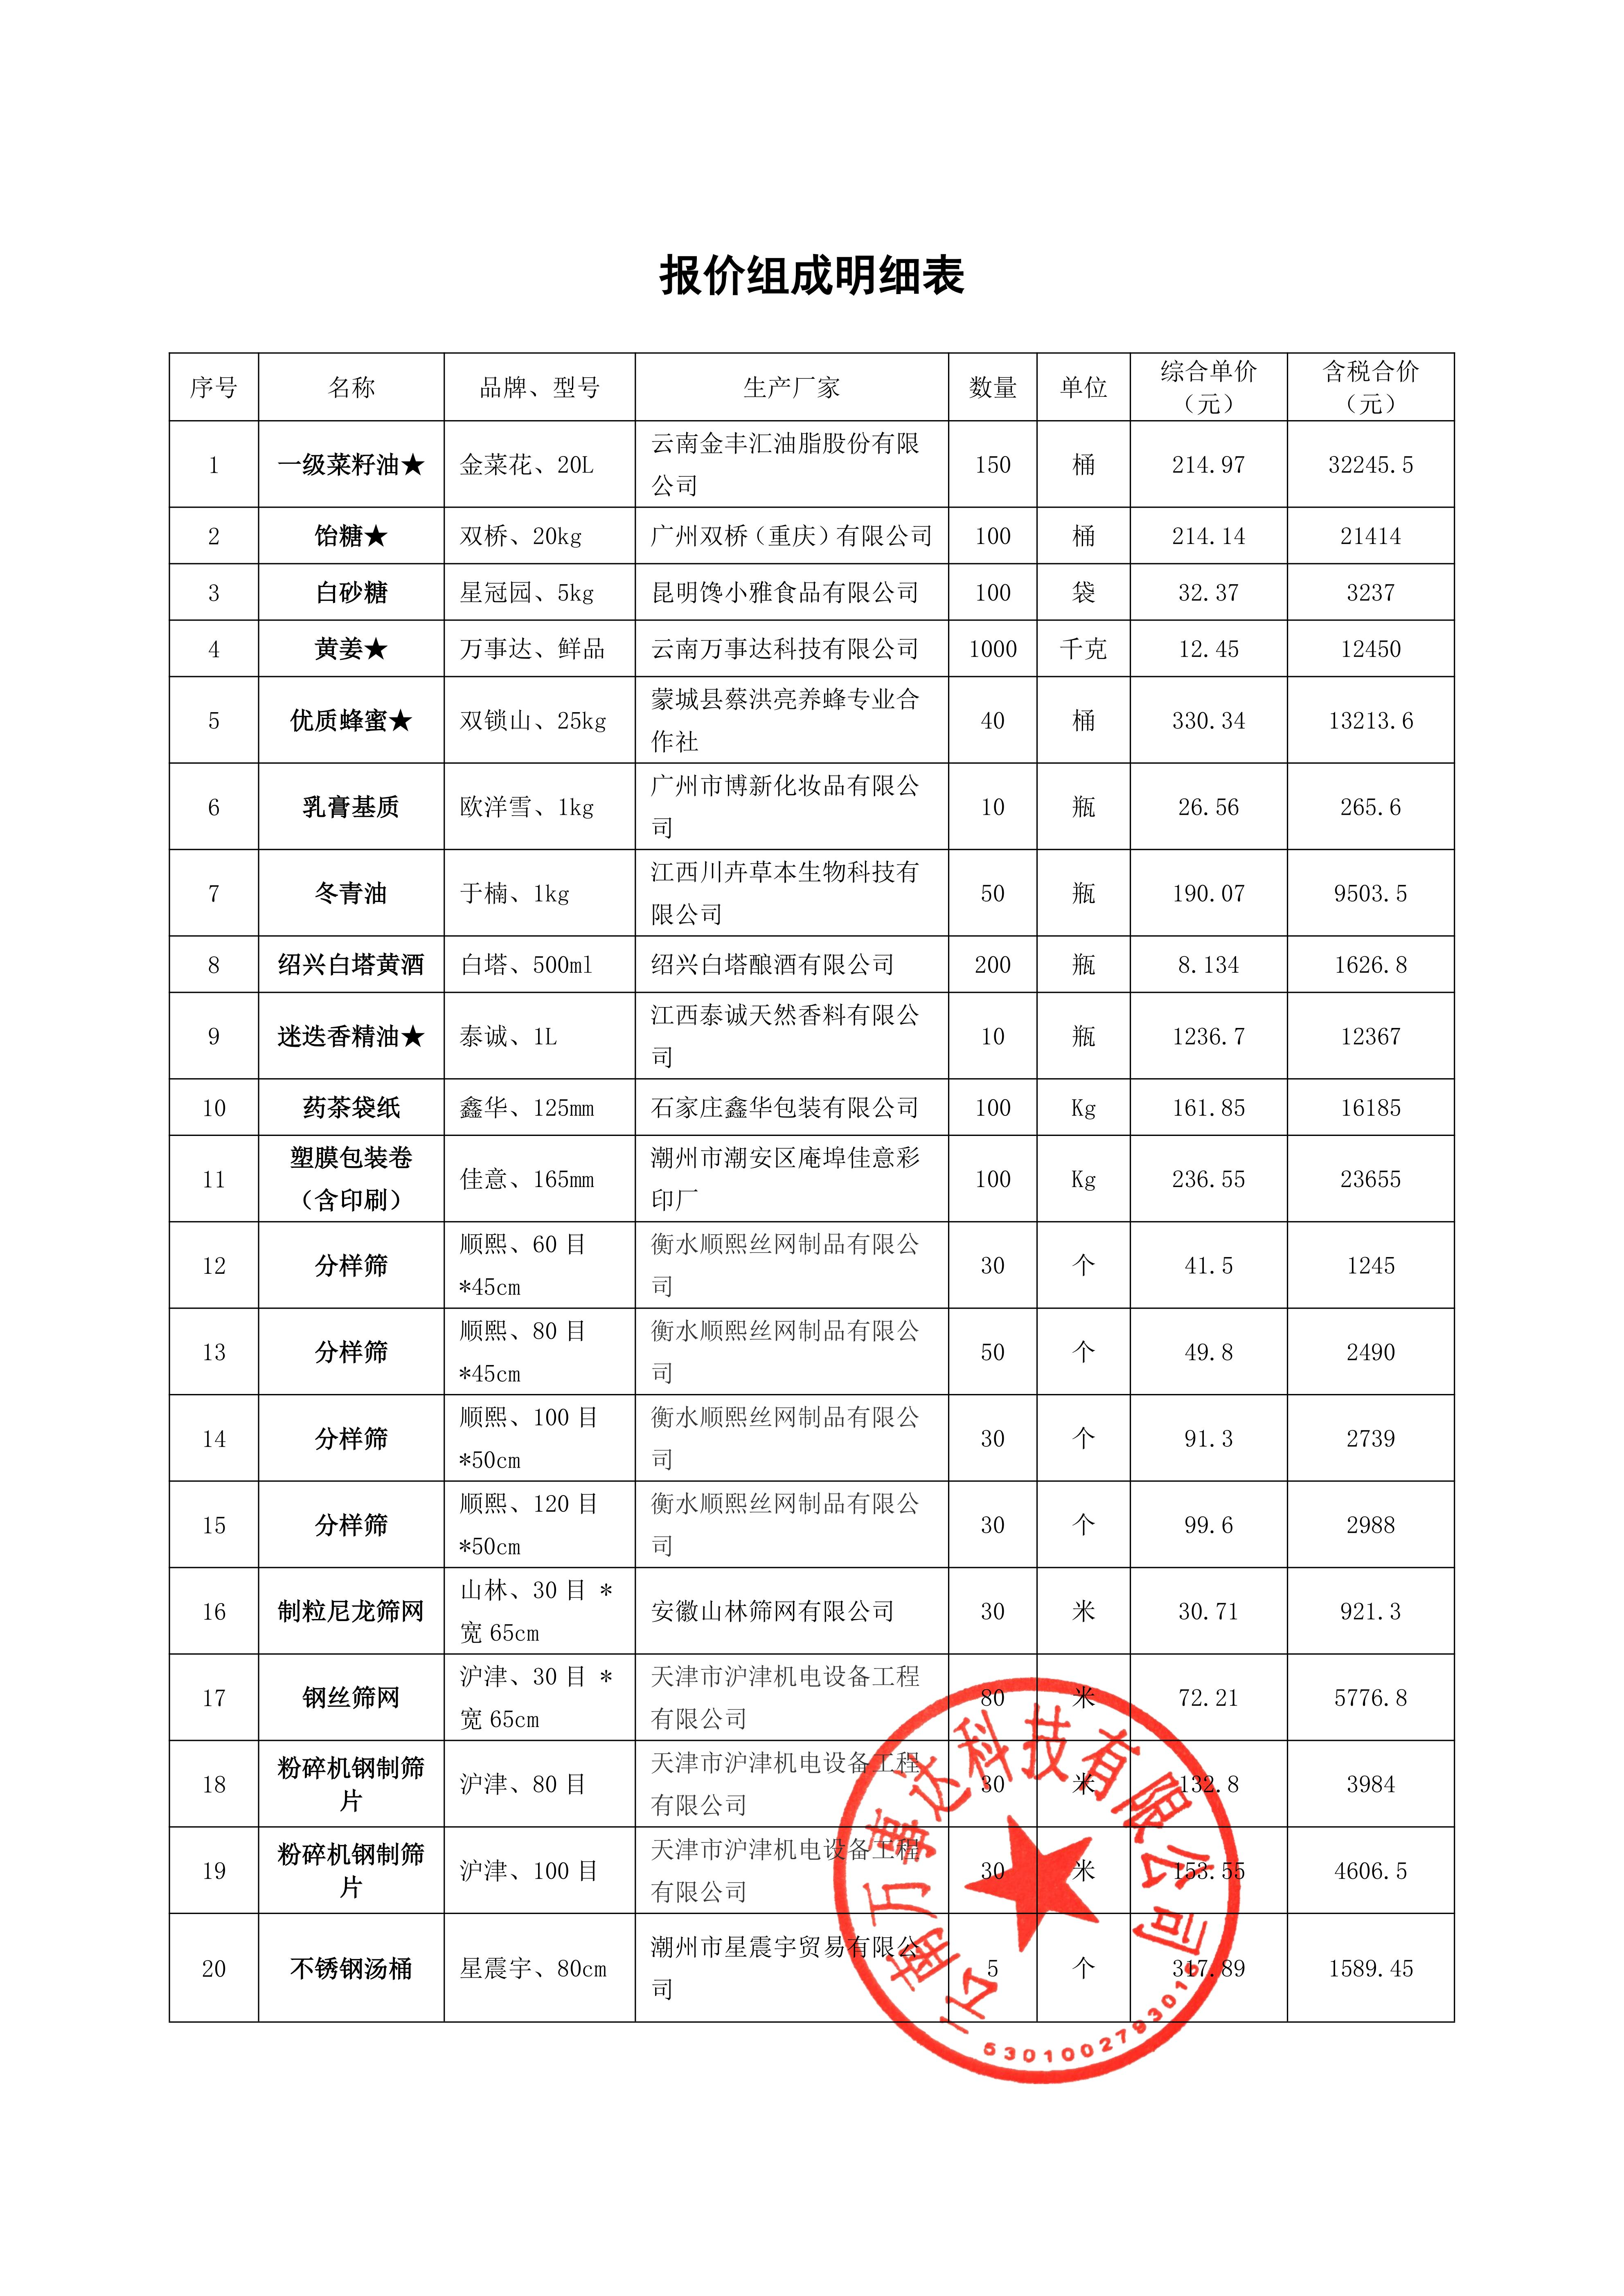 报价组成明细表
序号 名称 品牌、型号 生产厂家 数量 单位 综合单价（元） 含税合价（元）
1 一级菜籽油★ 金菜花、20L 云南金丰汇油脂股份有限公司 150 桶 214.97 32245.5
2 饴糖★ 双桥、20kg 广州双桥（重庆）有限公司 100 桶 214.14 21414
3 白砂糖 星冠园、5kg 昆明馋小雅食品有限公司 100 袋 32.37 3237
4 黄姜★ 万事达、鲜品 云南万事达科技有限公司 1000 千克 12.45 12450
5 优质蜂蜜★ 双锁山、25kg 蒙城县蔡洪亮养蜂专业合作社 40 桶 330.34 13213.6
6 乳膏基质 欧洋雪、1kg 广州市博新化妆品有限公司 10 瓶 26.56 265.6
7 冬青油 于楠、1kg 江西川卉草本生物科技有限公司 50 瓶 190.07 9503.5
8 绍兴白塔黄酒 白塔、500ml 绍兴白塔酿酒有限公司 200 瓶 8.134 1626.8
9 迷迭香精油★ 泰诚、1L 江西泰诚天然香料有限公司 10 瓶 1236.7 12367
10 药茶袋纸 鑫华、125mm 石家庄鑫华包装有限公司 100 Kg 161.85 16185
11 塑膜包装卷（含印刷） 佳意、165mm 潮州市潮安区庵埠佳意彩印厂 100 Kg 236.55 23655
12 分样筛 顺熙、60目*45cm 衡水顺熙丝网制品有限公司 30 个 41.5 1245
13 分样筛 顺熙、80目*45cm 衡水顺熙丝网制品有限公司 50 个 49.8 2490
14 分样筛 顺熙、100目*50cm 衡水顺熙丝网制品有限公司 30 个 91.3 2739
15 分样筛 顺熙、120目*50cm 衡水顺熙丝网制品有限公司 30 个 99.6 2988
16 制粒尼龙筛网 山林、30目 *宽65cm 安徽山林筛网有限公司 30 米 30.71 921.3
17 钢丝筛网 沪津、30目 *宽65cm 天津市沪津机电设备工程有限公司 80 米 72.21 5776.8
18 粉碎机钢制筛片 沪津、80目 天津市沪津机电设备工程有限公司 30 米 132.8 3984
19 粉碎机钢制筛片 沪津、100目 天津市沪津机电设备工程有限公司 30 米 153.55 4606.5
20 不锈钢汤桶 星震宇、80cm 潮州市星震宇贸易有限公司 5 个 317.89 1589.45
云南万事达科技有限公司